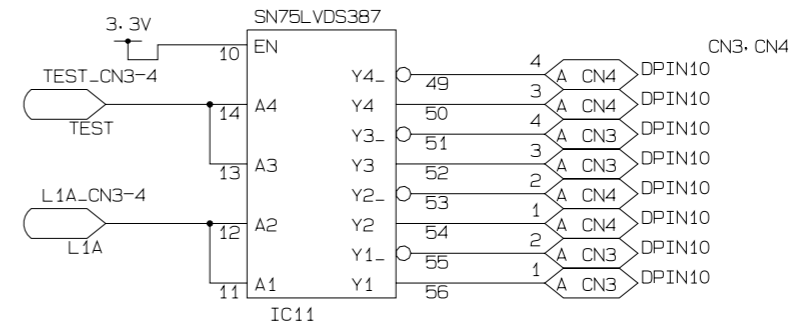 SN75LVDS387
3.3V
CN3, CN4
10 EN
TEST_CN3-4
TEST
14 A4
13 A3
L1A_CN3-4
L1A
12 A2
11 A1
Y4_ 49 4 A CN4 DPIN10
Y4 50 3 A CN4 DPIN10
Y3_ 51 4 A CN3 DPIN10
Y3 52 3 A CN3 DPIN10
Y2_ 53 2 A CN4 DPIN10
Y2 54 1 A CN4 DPIN10
Y1_ 55 2 A CN3 DPIN10
Y1 56 1 A CN3 DPIN10
IC11